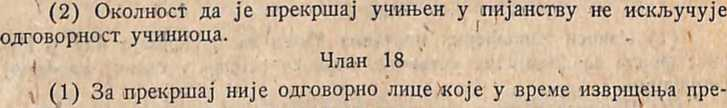 (2) Околност да је прекршај учињен у пијанству не искључује
одговорност учиниоца.
Члан 18
(1) За прекршај није одговорно лице које у време извршења пре-